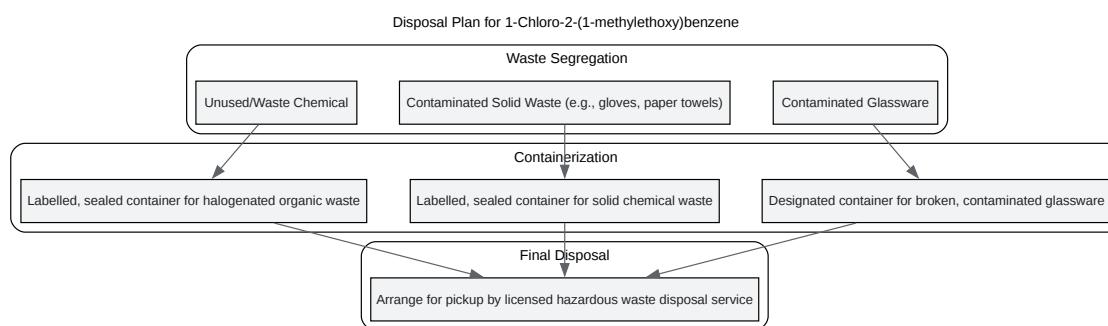 Disposal Plan for 1-Chloro-2-(1-methylethoxy)benzene
Waste Segregation
Unused/Waste Chemical
Contaminated Solid Waste (e.g., gloves, paper towels)
Contaminated Glassware
Containerization
Labelled, sealed container for halogenated organic waste
Labelled, sealed container for solid chemical waste
Designated container for broken, contaminated glassware
Final Disposal
Arrange for pickup by licensed hazardous waste disposal service